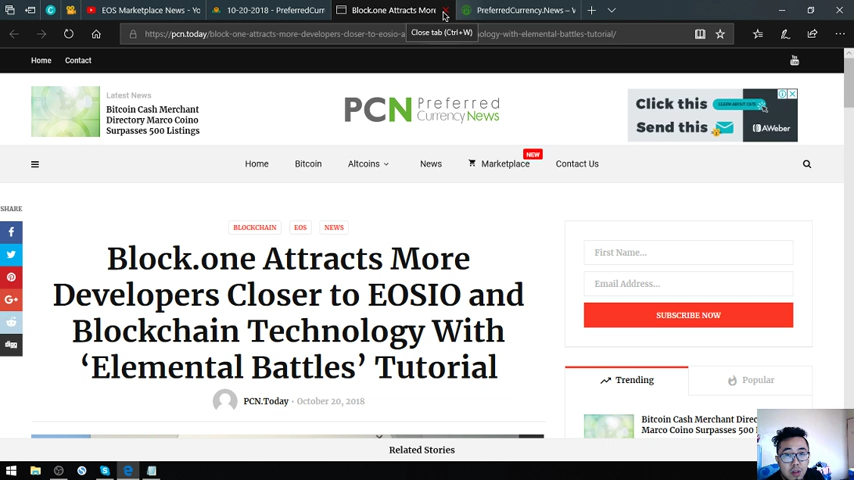 EOS Marketplace News - Yo
10-20-2018 - PreferredCurr
Block.one Attracts More
PreferredCurrency.News – V
Close tab (Ctrl+W)
https://pcn.today/block-one-attracts-more-developers-closer-to-eosio-a
nology-with-elemental-battles-tutorial/
Home
Contact
Latest News
Bitcoin Cash Merchant
Directory Marco Coino
Surpasses 500 Listings
PCN Preferred
Currency News
Click this
Send this
AWeber
Home
Bitcoin
Altcoins
News
Marketplace
NEW
Contact Us
SHARE
BLOCKCHAIN
EOS
NEWS
Block.one Attracts More
Developers Closer to EOSIO and
Blockchain Technology With
‘Elemental Battles’ Tutorial
PCN.Today - October 20, 2018
First Name...
Email Address...
SUBSCRIBE NOW
Trending
Popular
Bitcoin Cash Merchant Direc
Marco Coino Surpasses 500
Related Stories
digg